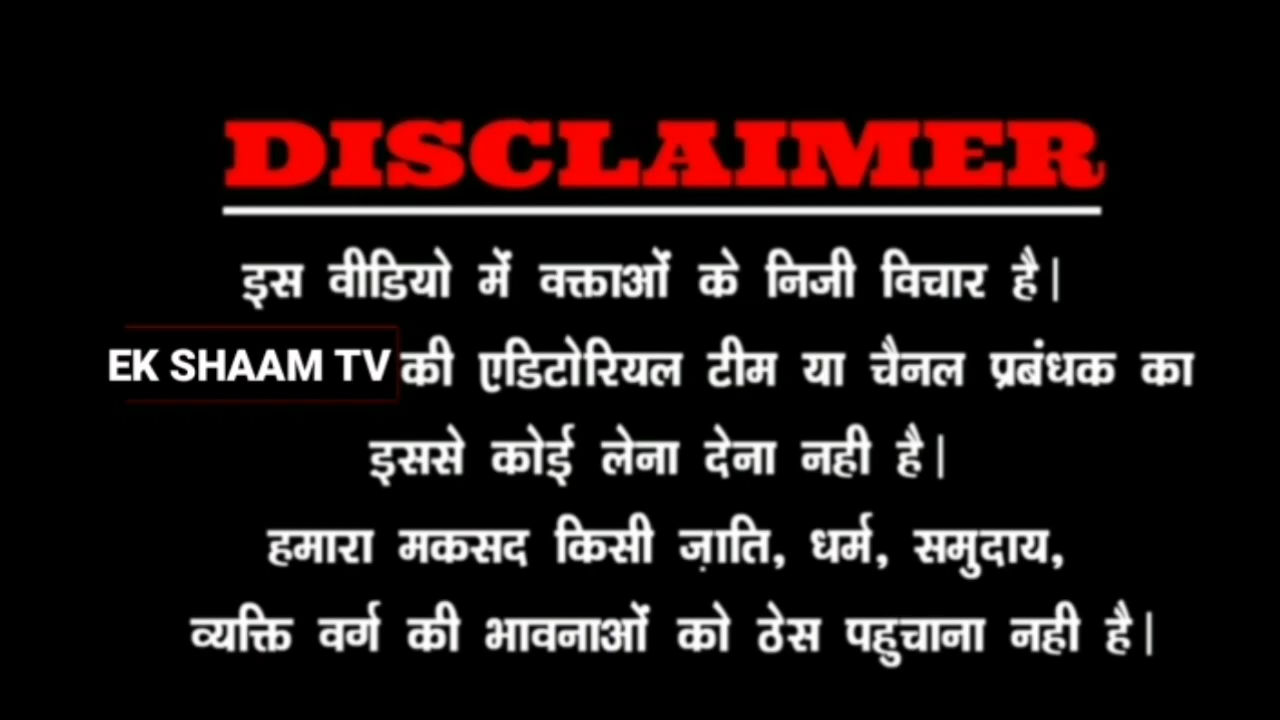 DISCLAIMER
इस वीडियो में वक्ताओं के निजी विचार है|
EK SHAAM TV की एडिटोरियल टीम या चैनल प्रबंधक का
इससे कोई लेना देना नही है|
हमारा मकसद किसी ज़ाति, धर्म, समुदाय,
व्यक्ति वर्ग की भावनाओं को ठेस पहुचाना नही है|